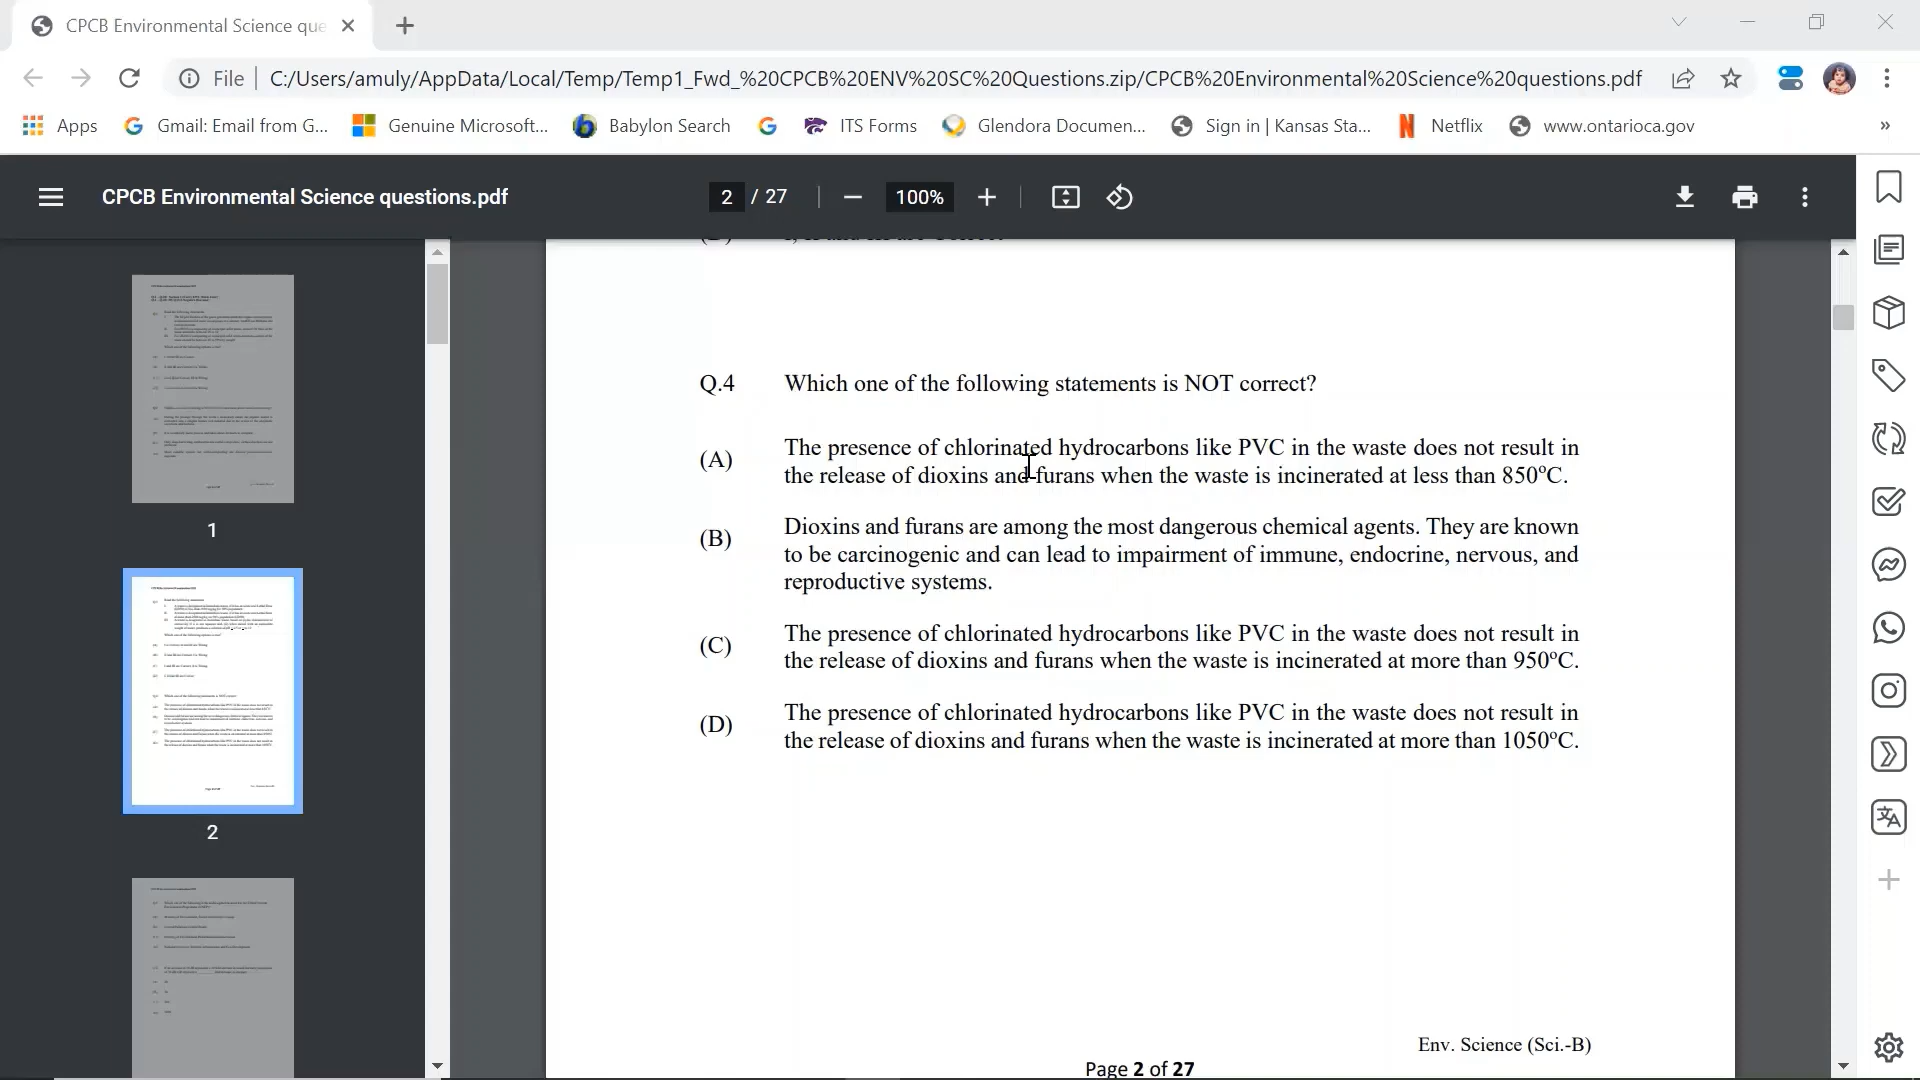 CPCB Environmental Science que
File
C:/Users/amuly/AppData/Local/Temp/Temp1_Fwd_%20CPCB%20ENV%20SC%20Questions.zip/CPCB%20Environmental%20Science%20questions.pdf
Apps
Gmail: Email from G...
Genuine Microsoft...
Babylon Search
ITS Forms
Glendora Documen...
Sign in | Kansas Sta...
Netflix
www.ontarioca.gov
»
CPCB Environmental Science questions.pdf
2 / 27
100%
1
2
Q.4 Which one of the following statements is NOT correct?
(A) The presence of chlorinated hydrocarbons like PVC in the waste does not result in
the release of dioxins and furans when the waste is incinerated at less than 850°C.
(B) Dioxins and furans are among the most dangerous chemical agents. They are known
to be carcinogenic and can lead to impairment of immune, endocrine, nervous, and
reproductive systems.
(C) The presence of chlorinated hydrocarbons like PVC in the waste does not result in
the release of dioxins and furans when the waste is incinerated at more than 950°C.
(D) The presence of chlorinated hydrocarbons like PVC in the waste does not result in
the release of dioxins and furans when the waste is incinerated at more than 1050°C.
Env. Science (Sci.-B)
Page 2 of 27